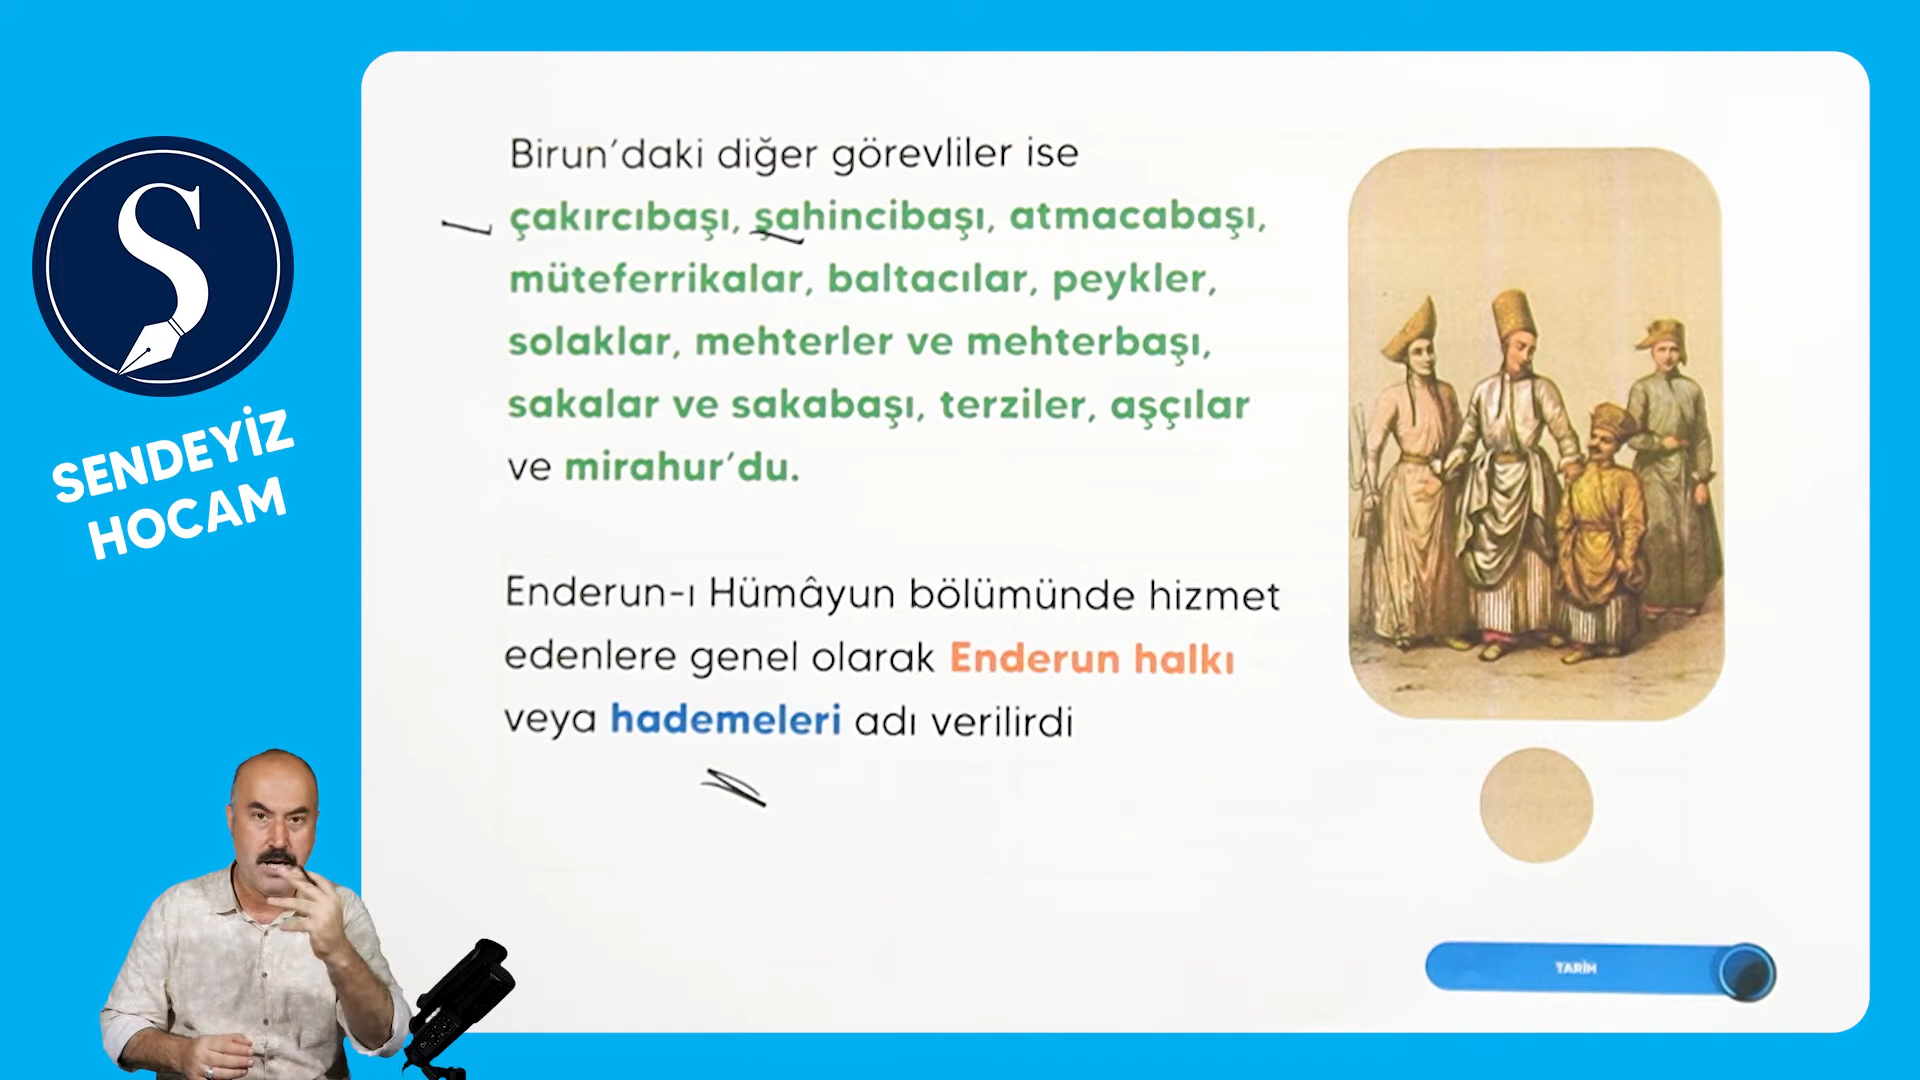 SENDEYİZ
HOCAM
Birun'daki diğer görevliler ise
çakırcıbaşı, şahincibaşı, atmacabaşı,
müteferrikalar, baltacılar, peykler,
solaklar, mehterler ve mehterbaşı,
sakalar ve sakabaşı, terziler, aşçılar
ve mirahur'du.
Enderun-ı Hümâyun bölümünde hizmet
edenlere genel olarak Enderun halkı
veya hademeleri adı verilirdi
TARİH